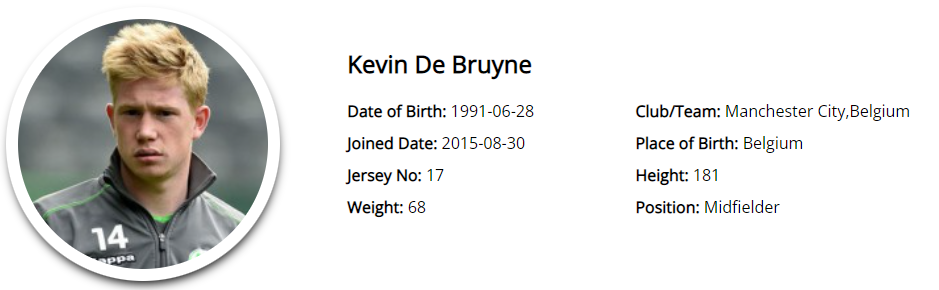 Kevin De Bruyne
Date of Birth: 1991-06-28
Club/Team: Manchester City,Belgium
Joined Date: 2015-08-30
Place of Birth: Belgium
Jersey No: 17
Height: 181
Weight: 68
Position: Midfielder
14
appa